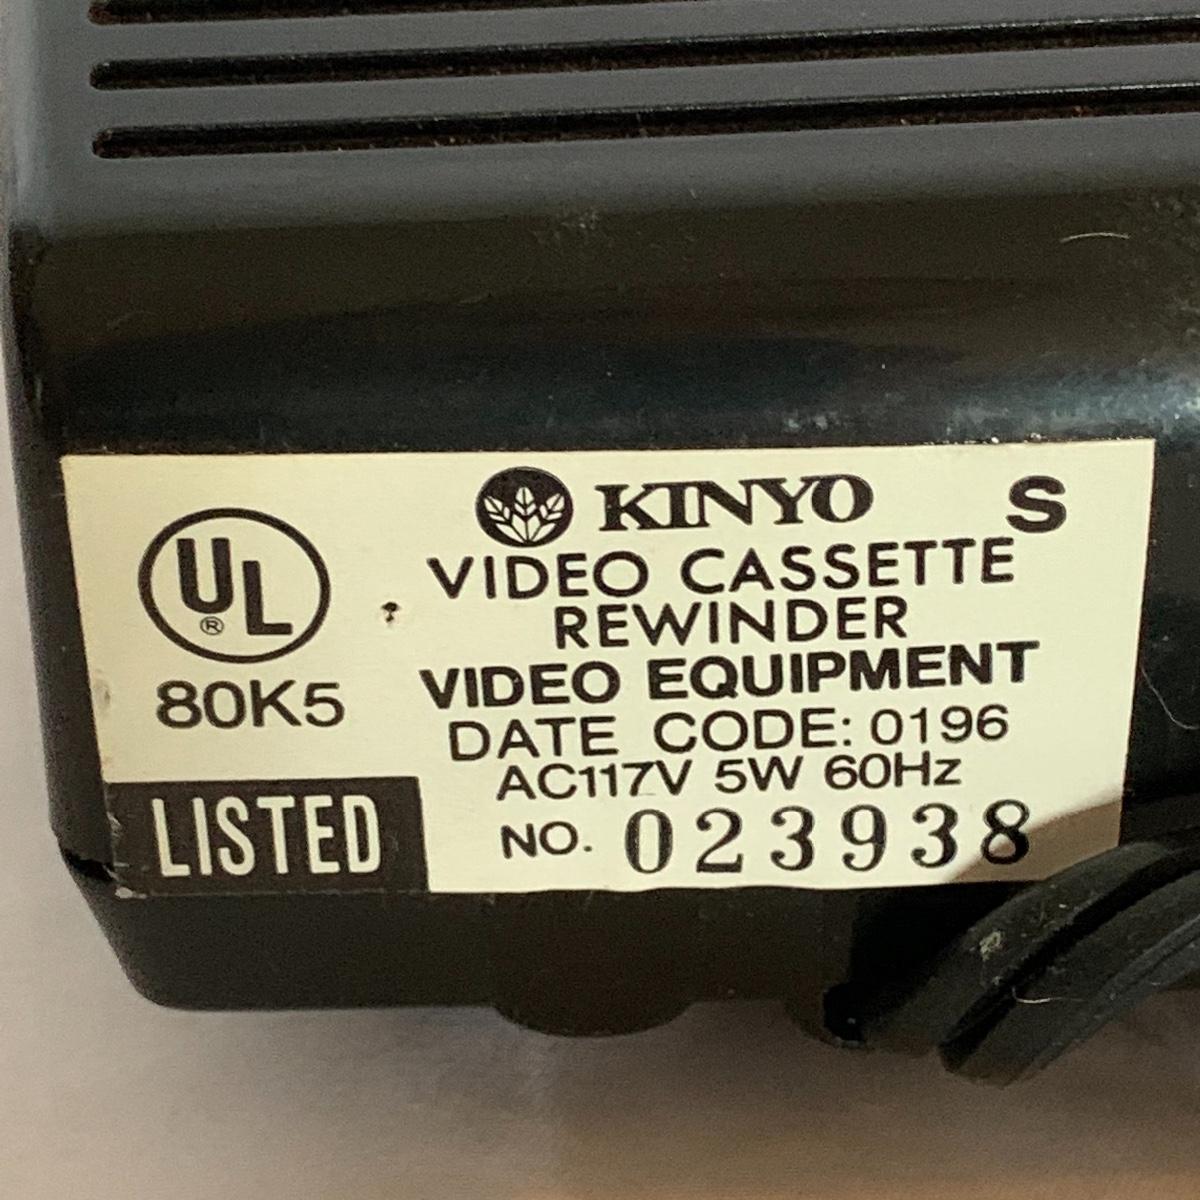 KINYO S
VIDEO CASSETTE
REWINDER
VIDEO EQUIPMENT
DATE CODE: 0196
AC117V 5W 60Hz
NO. 023938
UL
®
80K5
LISTED